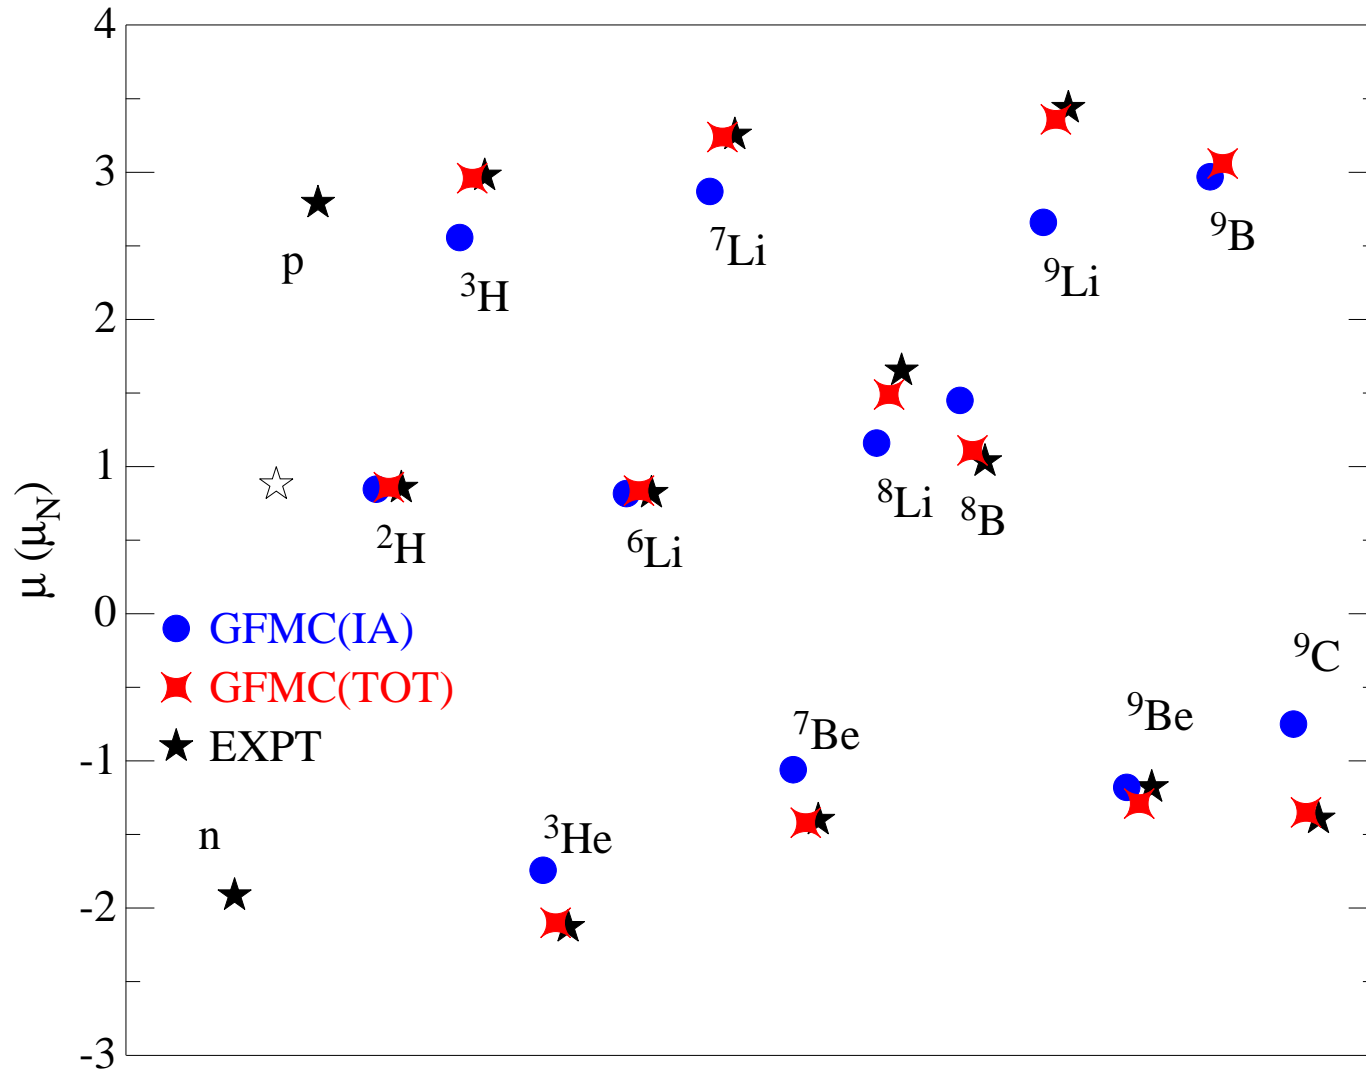 4
3
2
1
0
-1
-2
-3
μ (μ_N)
p
³H
⁷Li
⁹Li
⁹B
²H
⁶Li
⁸Li
⁸B
GFMC(IA)
GFMC(TOT)
EXPT
n
³He
⁷Be
⁹Be
⁹C